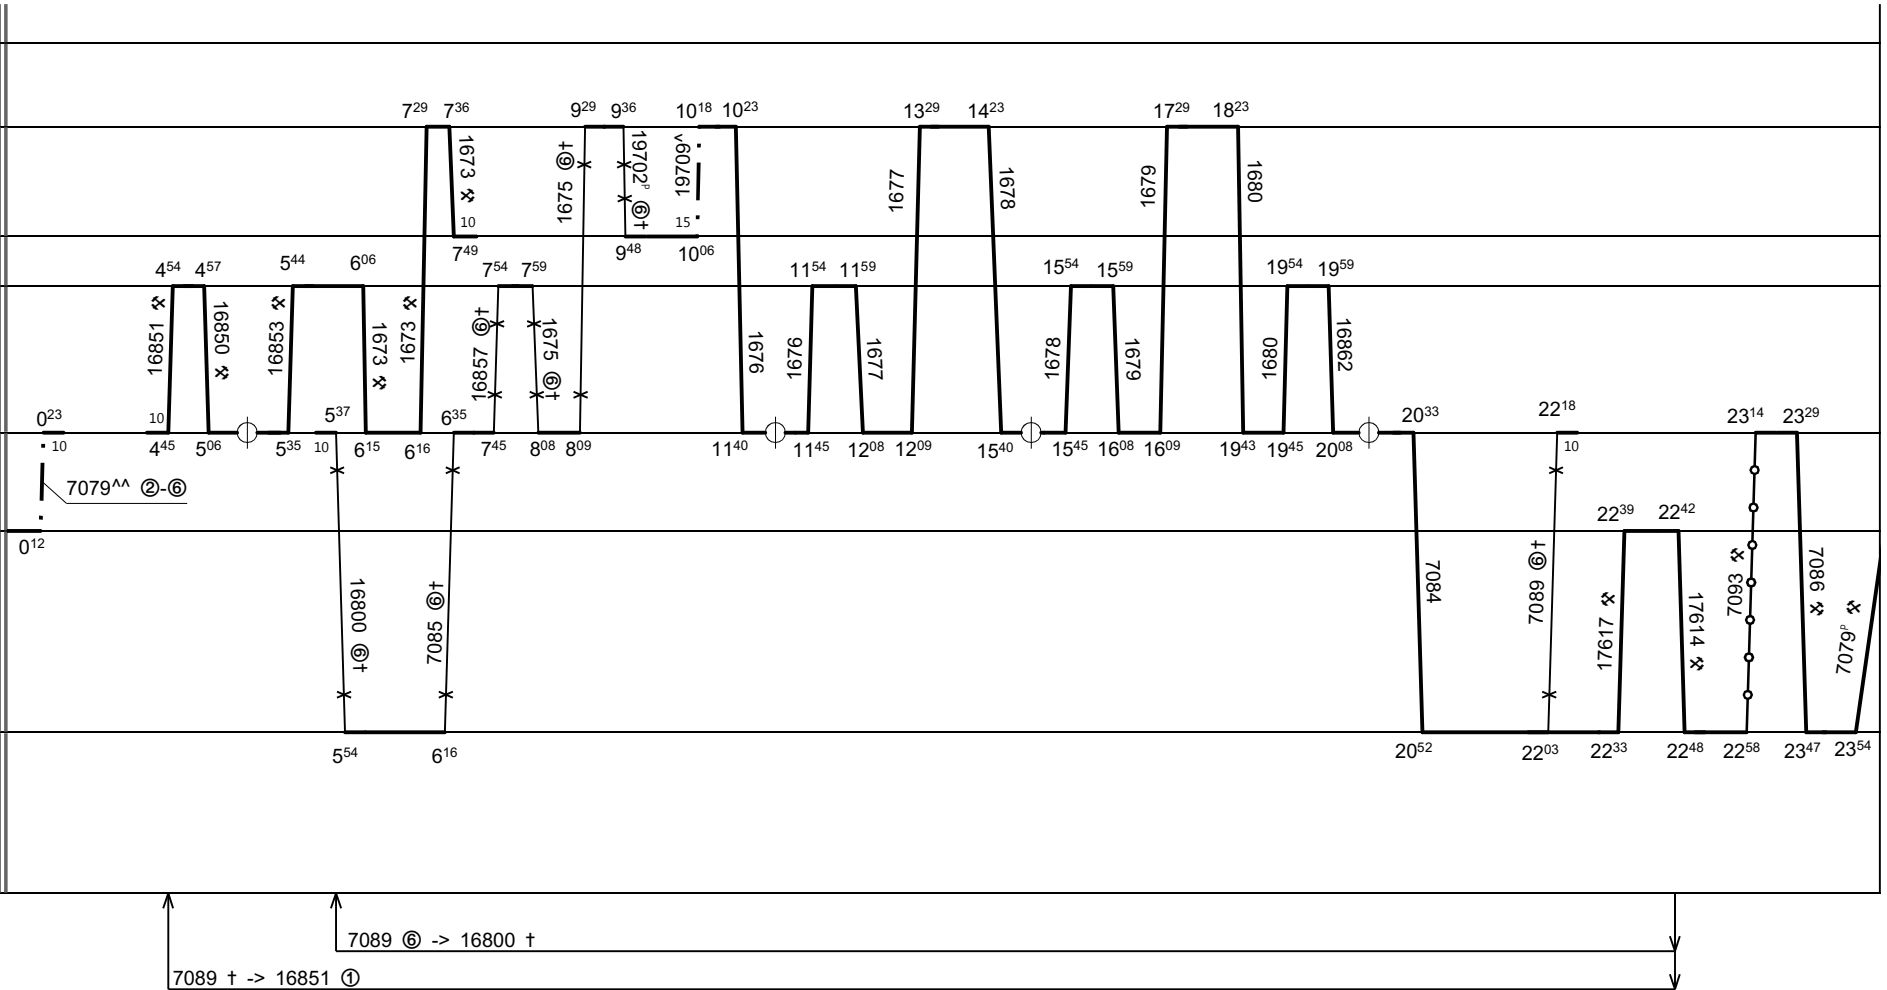 7²⁹ 7³⁶ 9²⁹ 9³⁶ 10¹⁸ 10²³ 13²⁹ 14²³ 17²⁹ 18²³
1673 ⚒
1675 ⑥†
19702ᵖ ⑥†
19709ᵛ
1677
1678
1679
1680
10 15
7⁴⁹ 9⁴⁸ 10⁰⁶
4⁵⁴ 4⁵⁷ 5⁴⁴ 6⁰⁶ 7⁵⁴ 7⁵⁹ 11⁵⁴ 11⁵⁹ 15⁵⁴ 15⁵⁹ 19⁵⁴ 19⁵⁹
16851 ⚒
16850 ⚒
16853 ⚒
1673 ⚒
1673 ⚒
16857 ⑥†
1675 ⑥†
1676
1676
1677
1678
1679
1680
16862
0²³ 10 5³⁷ 6³⁵ 20³³ 22¹⁸ 23¹⁴ 23²⁹
10 4⁴⁵ 5⁰⁶ 5³⁵ 10 6¹⁵ 6¹⁶ 7⁴⁵ 8⁰⁸ 8⁰⁹ 11⁴⁰ 11⁴⁵ 12⁰⁸ 12⁰⁹ 15⁴⁰ 15⁴⁵ 16⁰⁸ 16⁰⁹ 19⁴³ 19⁴⁵ 20⁰⁸ 10
7079^^ ②-⑥
22³⁹ 22⁴²
0¹²
16800 ⑥†
7085 ⑥†
7084
7089 ⑥†
17617 ⚒
17614 ⚒
7093 ⚒
9807 ⚒
7079ᵖ ⚒
5⁵⁴ 6¹⁶ 20⁵² 22⁰³ 22³³ 22⁴⁸ 22⁵⁸ 23⁴⁷ 23⁵⁴
7089 ⑥ -> 16800 †
7089 † -> 16851 ①